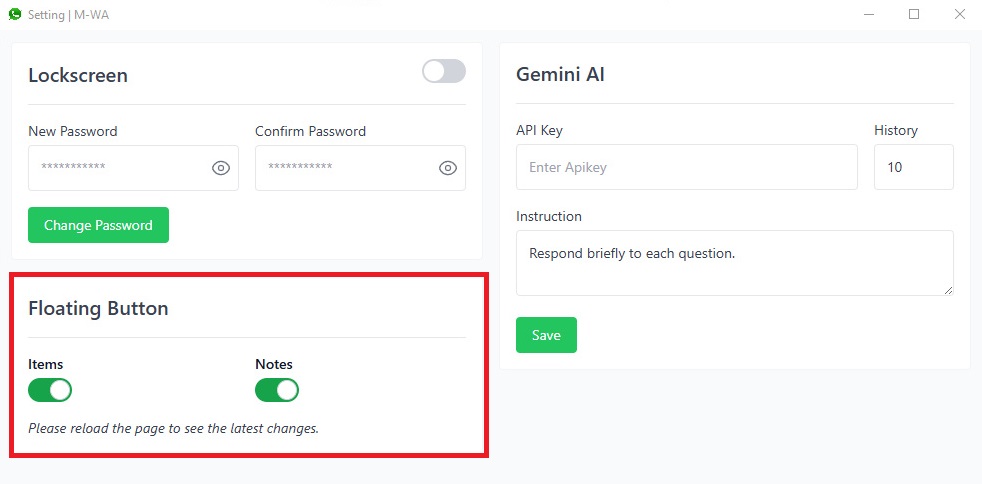 Setting | M-WA
Lockscreen
New Password
Confirm Password
***********
***********
Change Password
Floating Button
Items
Notes
Please reload the page to see the latest changes.
Gemini AI
API Key
History
Enter Apikey
10
Instruction
Respond briefly to each question.
Save